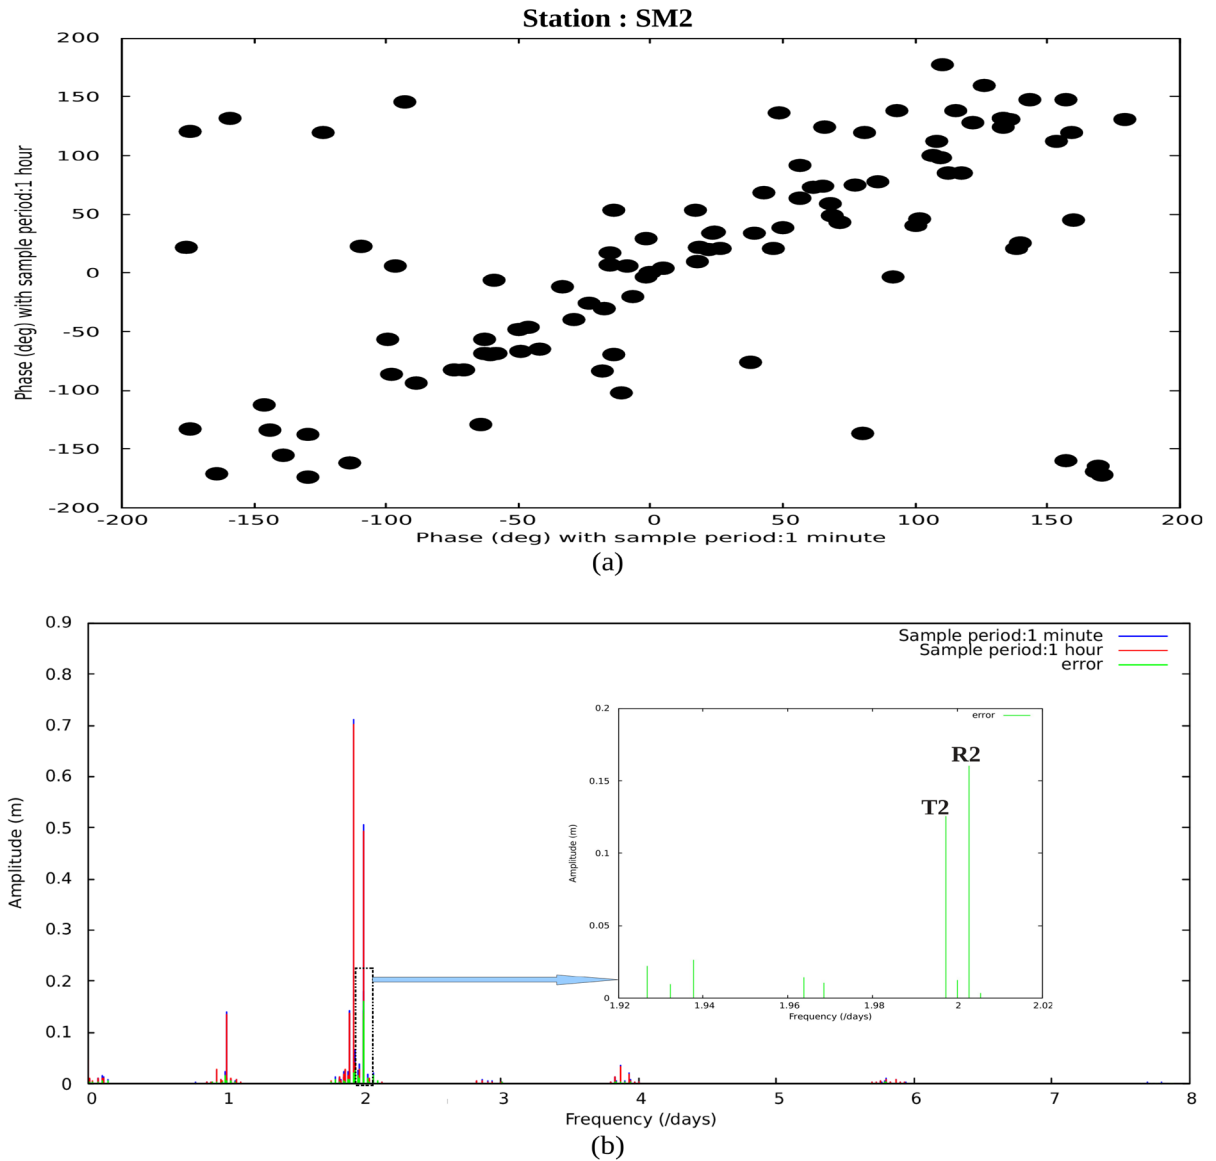 Station : SM2
200
150
100
50
0
-50
-100
-150
-200
Phase (deg) with sample period:1 hour
-200 -150 -100 -50 0 50 100 150 200
Phase (deg) with sample period:1 minute
(a)
0.9
0.8
0.7
0.6
0.5
0.4
0.3
0.2
0.1
0
Amplitude (m)
Sample period:1 minute
Sample period:1 hour
error
0.2
0.15
0.1
0.05
0
Amplitude (m)
error
R2
T2
1.92 1.94 1.96 1.98 2 2.02
Frequency (/days)
0 1 2 3 4 5 6 7 8
Frequency (/days)
(b)